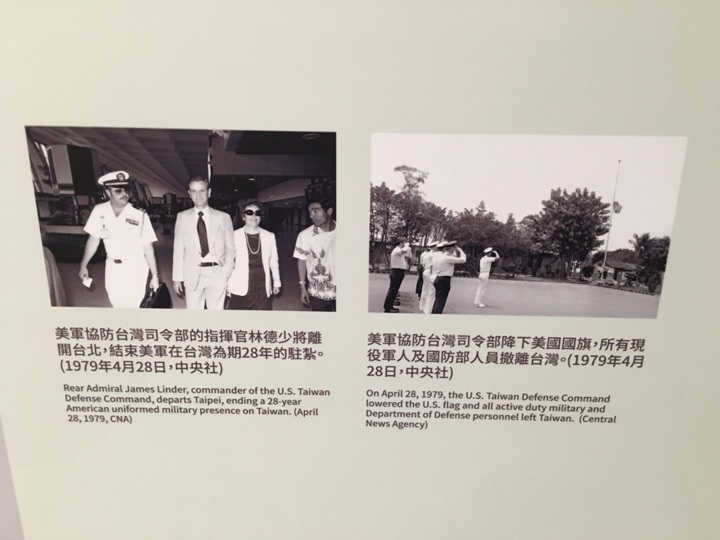 美軍協防台灣司令部的指揮官林德少將離
開台北，結束美軍在台灣為期28年的駐紮。
(1979年4月28日，中央社)
Rear Admiral James Linder, commander of the U.S. Taiwan
Defense Command, departs Taipei, ending a 28-year
American uniformed military presence on Taiwan. (April
28, 1979, CNA)
美軍協防台灣司令部降下美國國旗，所有現
役軍人及國防部人員撤離台灣。(1979年4月
28日，中央社)
On April 28, 1979, the U.S. Taiwan Defense Command
lowered the U.S. flag and all active duty military and
Department of Defense personnel left Taiwan. (Central
News Agency)